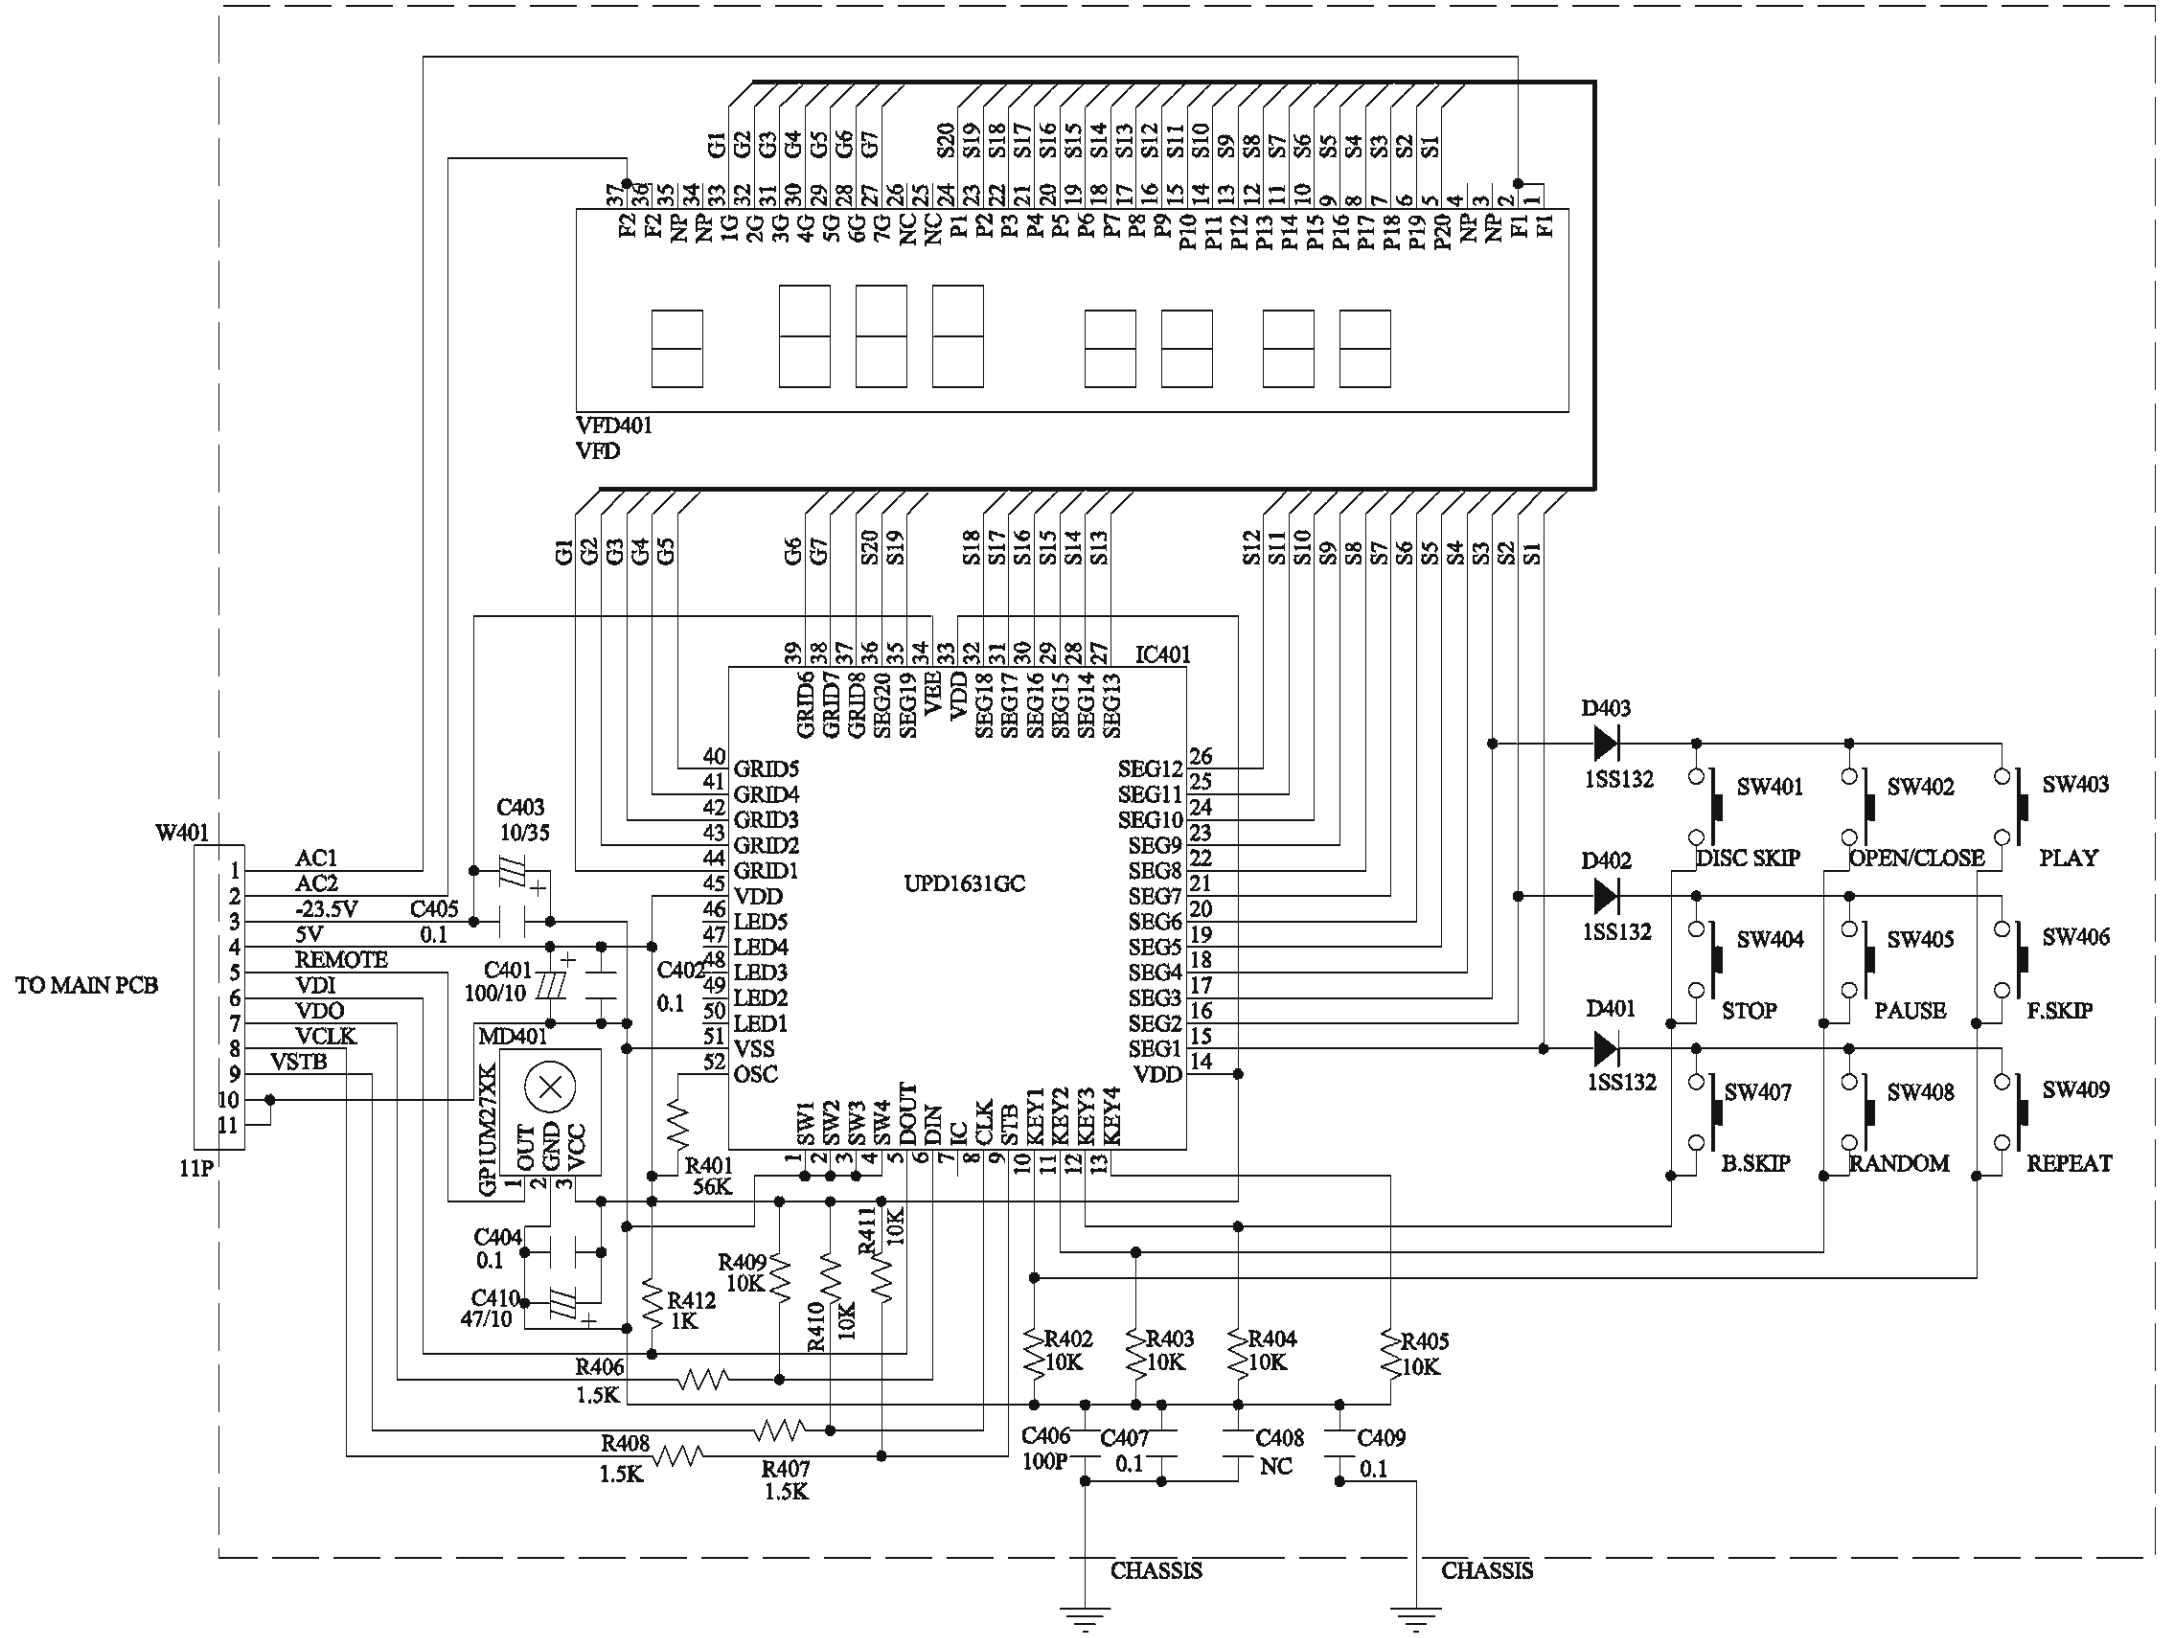 G1 G2 G3 G4 G5 G6 G7 S20 S19 S18 S17 S16 S15 S14 S13 S12 S11 S10 S9 S8 S7 S6 S5 S4 S3 S2 S1
37 36 35 34 33 32 31 30 29 28 27 26 25 24 23 22 21 20 19 18 17 16 15 14 13 12 11 10 9 8 7 6 5 4 3 2 1
F2 F2 NP NP 1G 2G 3G 4G 5G 6G 7G NC NC P1 P2 P3 P4 P5 P6 P7 P8 P9 P10 P11 P12 P13 P14 P15 P16 P17 P18 P19 P20 NP NP F1 F1
VFD401
VFD
G1 G2 G3 G4 G5 G6 G7 S20 S19 S18 S17 S16 S15 S14 S13 S12 S11 S10 S9 S8 S7 S6 S5 S4 S3 S2 S1
39 38 37 36 35 34 33 32 31 30 29 28 27
IC401
GRID6 GRID7 GRID8 SEG20 SEG19 VEE VDD SEG18 SEG17 SEG16 SEG15 SEG14 SEG13
40 GRID5
41 GRID4
42 GRID3
43 GRID2
44 GRID1
45 VDD
46 LED5
47 LED4
48 LED3
49 LED2
50 LED1
51 VSS
52 OSC
UPD1631GC
SEG12 26
SEG11 25
SEG10 24
SEG9 23
SEG8 22
SEG7 21
SEG6 20
SEG5 19
SEG4 18
SEG3 17
SEG2 16
SEG1 15
VDD 14
SW1 SW2 SW3 SW4 DOUT DIN IC CLK STB KEY1 KEY2 KEY3 KEY4
1 2 3 4 5 6 7 8 9 10 11 12 13
W401
1 AC1
2 AC2
3 -23.5V
4 5V
5 REMOTE
6 VDI
7 VDO
8 VCLK
9 VSTB
10
11
11P
TO MAIN PCB
C403
10/35
C405
0.1
C401
100/10
C402
0.1
MD401
GP1UM27XK
OUT GND VCC
1 2 3
C404
0.1
C410
47/10
R401
56K
R412
1K
R409
10K
R410
10K
R411
10K
R406
1.5K
R408
1.5K
R407
1.5K
R402
10K
R403
10K
R404
10K
R405
10K
C406
100P
C407
0.1
C408
NC
C409
0.1
CHASSIS
CHASSIS
D403
1SS132
SW401
DISC SKIP
SW402
OPEN/CLOSE
SW403
PLAY
D402
1SS132
SW404
STOP
SW405
PAUSE
SW406
F.SKIP
D401
1SS132
SW407
B.SKIP
SW408
RANDOM
SW409
REPEAT